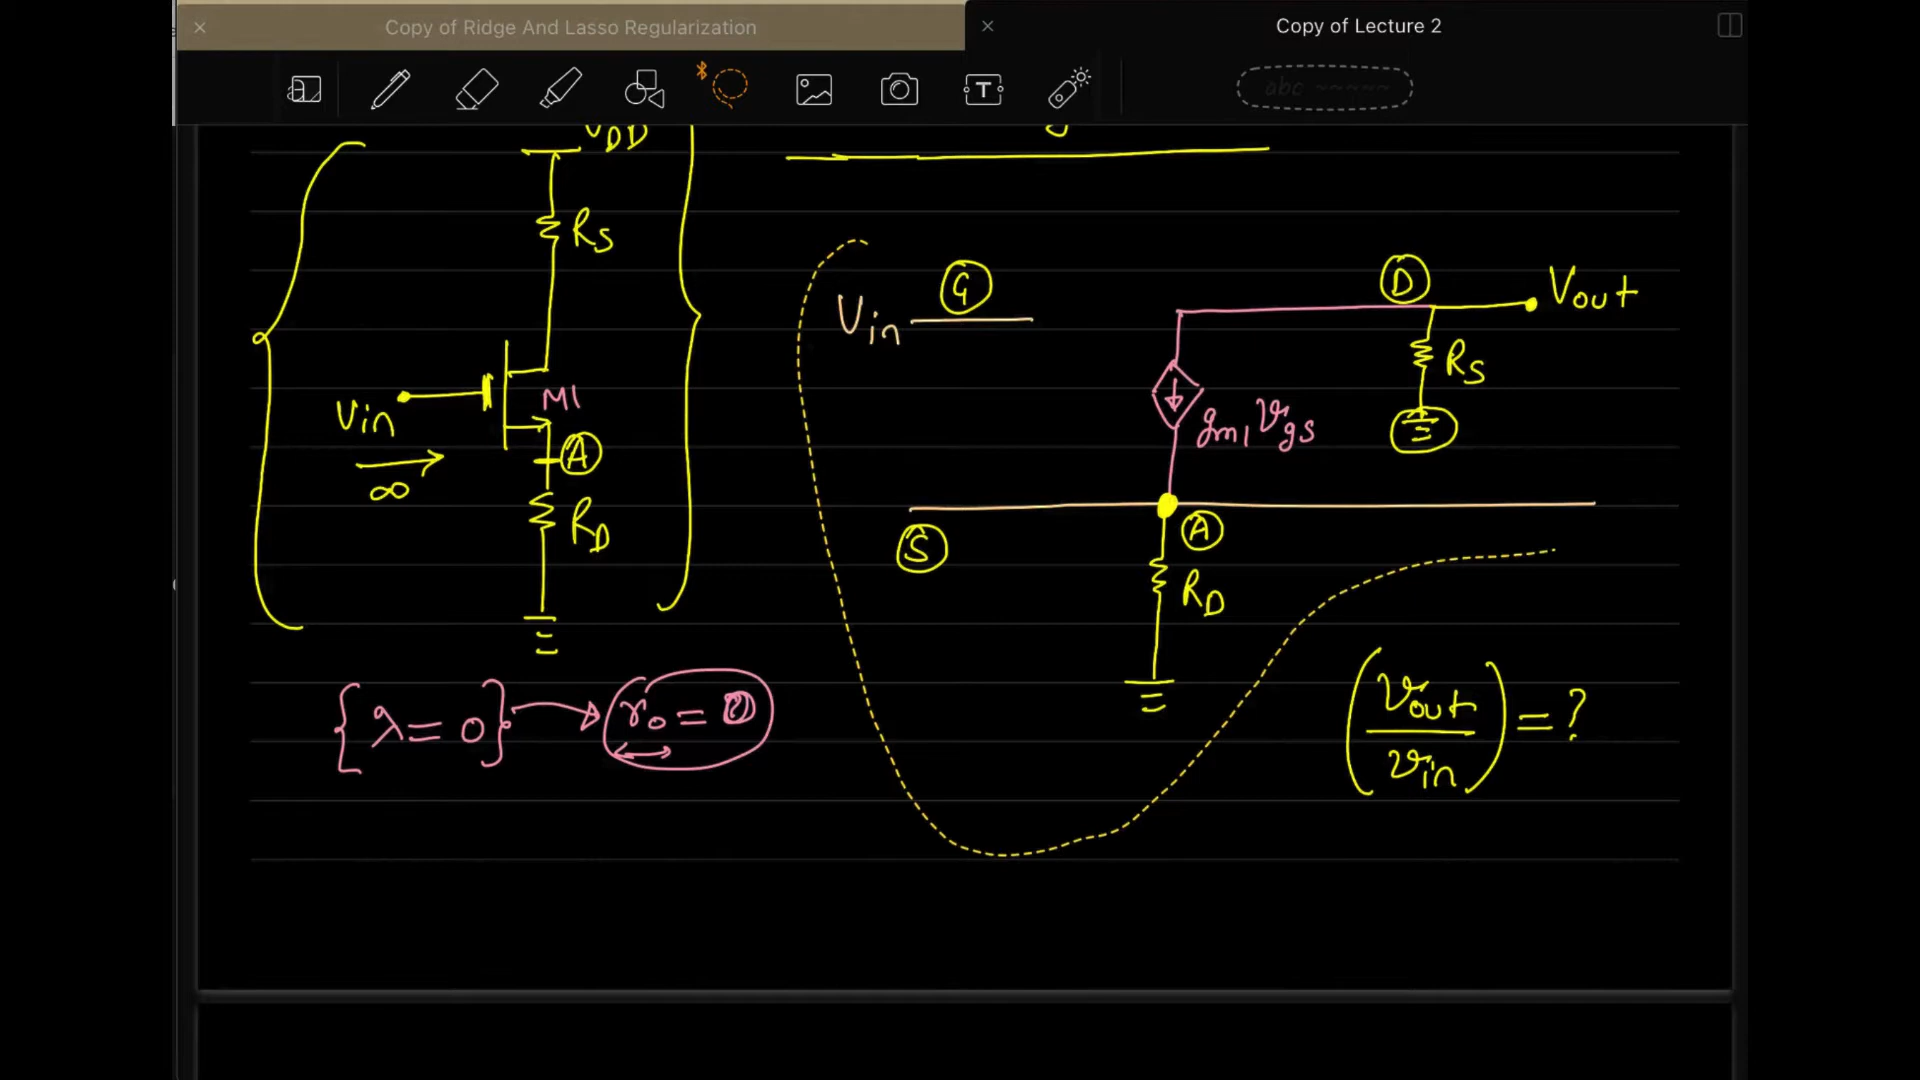 Copy of Ridge And Lasso Regularization
Copy of Lecture 2
T
VDD
RS
M1
Vin
∞
A
RD
{λ = 0}
Vin
G
D
Vout
RS
gm1 vgs
S
A
RD
(vout / vin) = ?